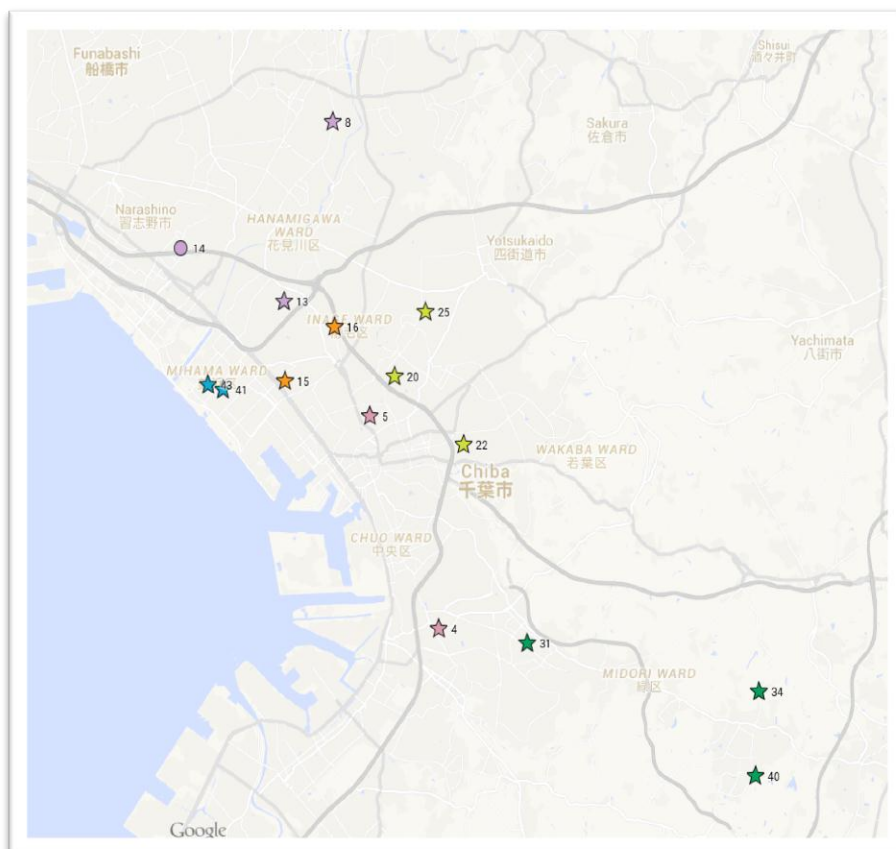 Funabashi
船橋市
Shisui
酒々井町
8
Sakura
佐倉市
Narashino
習志野市
HANAMIGAWA
WARD
花見川区
14
Yotsukaido
四街道市
13
25
INAGE WARD
16
Yachimata
八街市
MIHAMA WARD
43
41
15
20
5
22
WAKABA WARD
若葉区
Chiba
千葉市
CHUO WARD
中央区
4
31
MIDORI WARD
緑区
34
40
Google